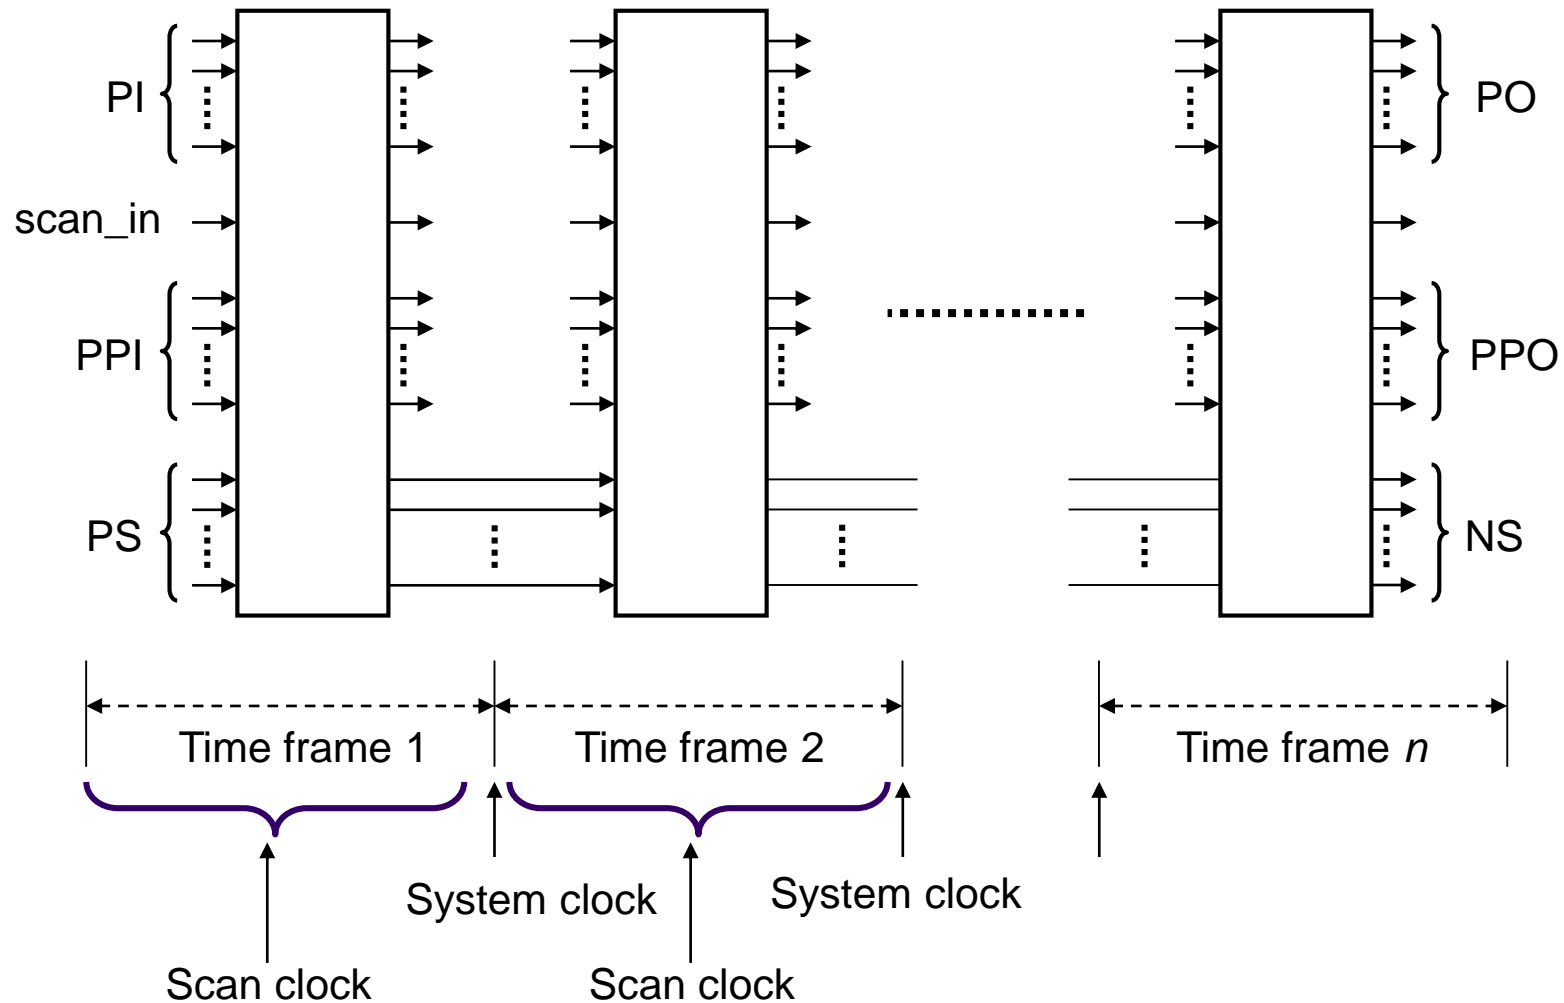 PI
PO
scan_in
PPI
PPO
PS
NS
Time frame 1
Time frame 2
Time frame n
System clock
System clock
Scan clock
Scan clock